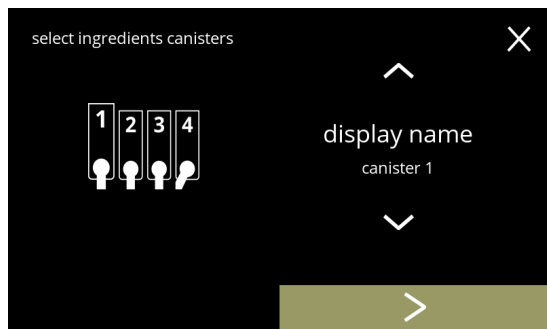 select ingredients canisters
1 2 3 4
display name
canister 1